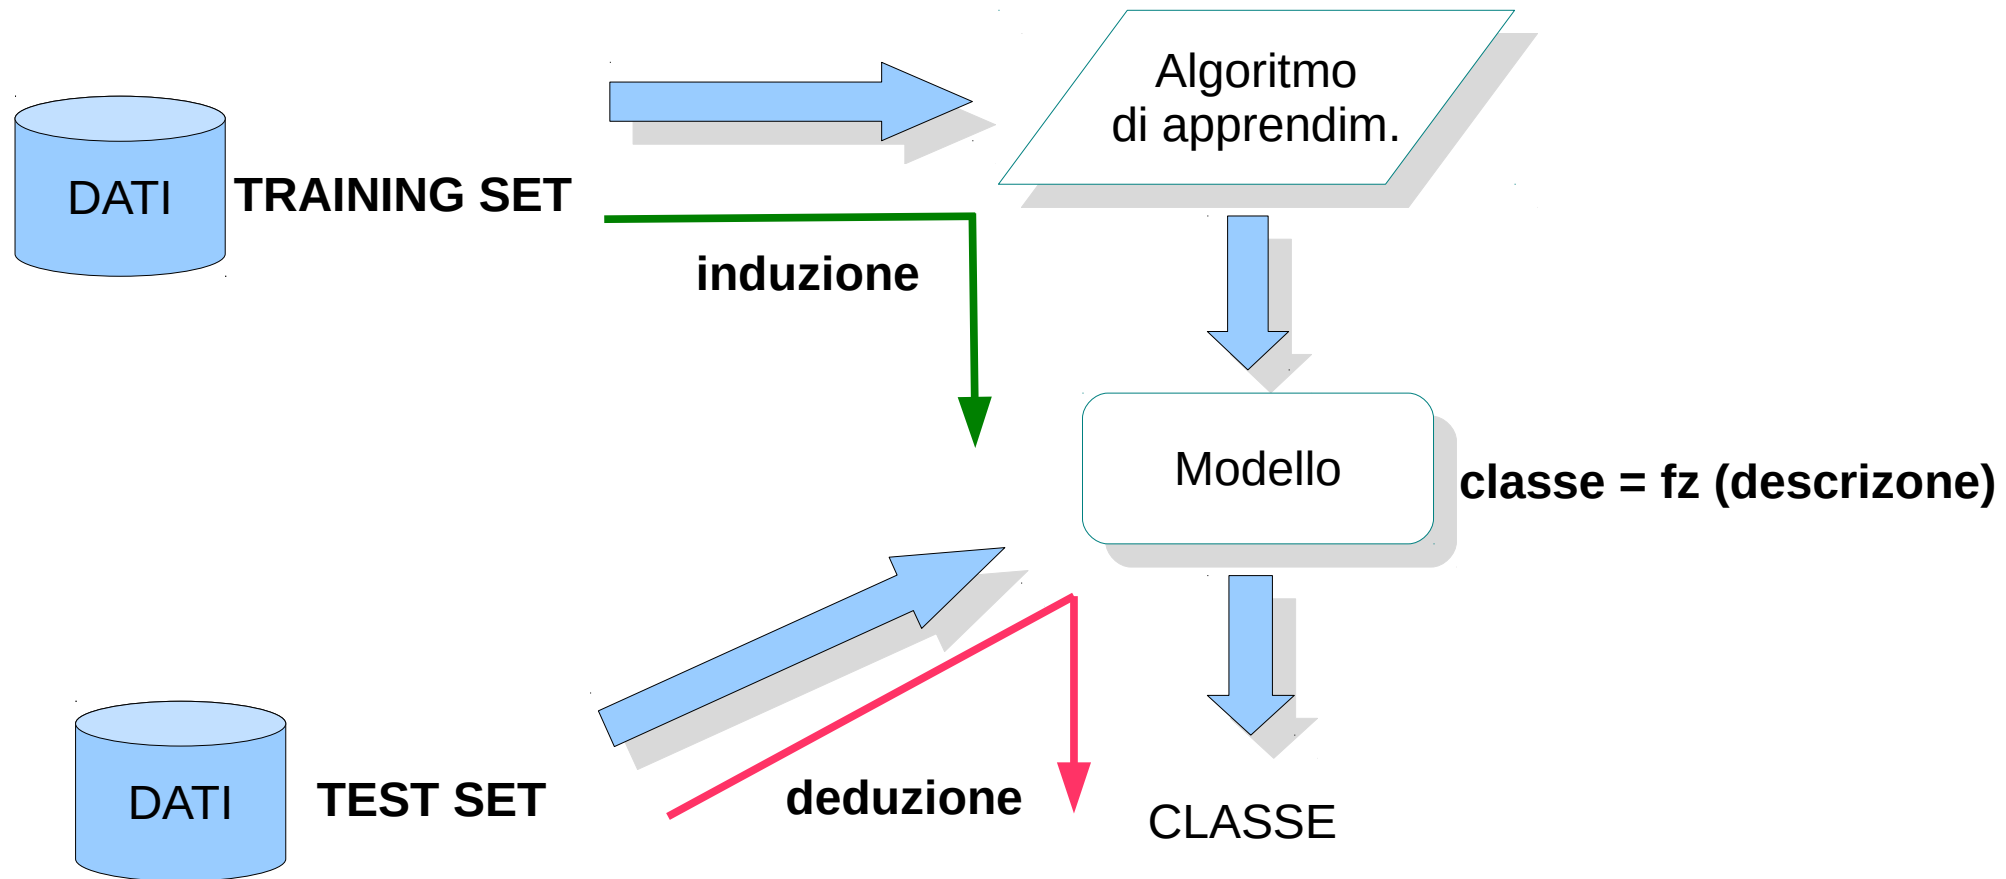 Algoritmo
di apprendim.
DATI
TRAINING SET
induzione
Modello
classe = fz (descrizone)
DATI
TEST SET
deduzione
CLASSE